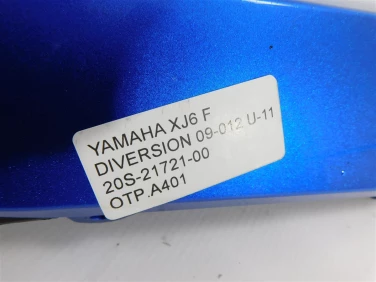 YAMAHA XJ6 F
DIVERSION 09-012 U-11
20S-21721-00
OTP.A401